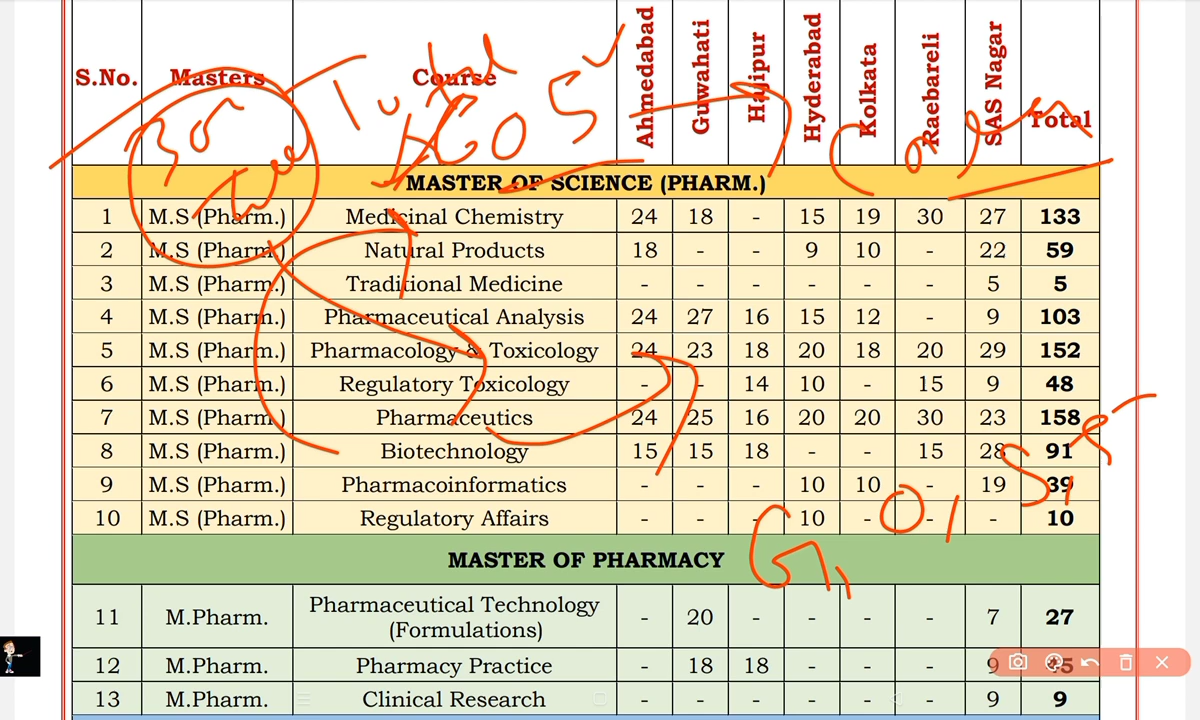 S.No. Masters Course Ahmedabad Guwahati Hajipur Hyderabad Kolkata Raebareli SAS Nagar Total
MASTER OF SCIENCE (PHARM.)
1 M.S (Pharm.) Medicinal Chemistry 24 18 - 15 19 30 27 133
2 M.S (Pharm.) Natural Products 18 - - 9 10 - 22 59
3 M.S (Pharm.) Traditional Medicine - - - - - - 5 5
4 M.S (Pharm.) Pharmaceutical Analysis 24 27 16 15 12 - 9 103
5 M.S (Pharm.) Pharmacology & Toxicology 24 23 18 20 18 20 29 152
6 M.S (Pharm.) Regulatory Toxicology - - 14 10 - 15 9 48
7 M.S (Pharm.) Pharmaceutics 24 25 16 20 20 30 23 158
8 M.S (Pharm.) Biotechnology 15 15 18 - - 15 28 91
9 M.S (Pharm.) Pharmacoinformatics - - - 10 10 - 19 39
10 M.S (Pharm.) Regulatory Affairs - - - 10 - - - 10
MASTER OF PHARMACY
11 M.Pharm. Pharmaceutical Technology (Formulations) - 20 - - - - 7 27
12 M.Pharm. Pharmacy Practice - 18 18 - - - 9 45
13 M.Pharm. Clinical Research - - - - - - 9 9